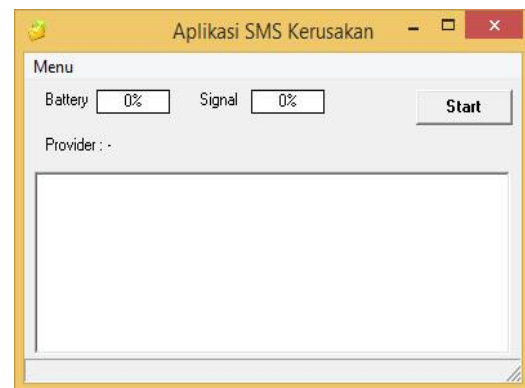 Aplikasi SMS Kerusakan
Menu
Battery 0% Signal 0% Start
Provider : -